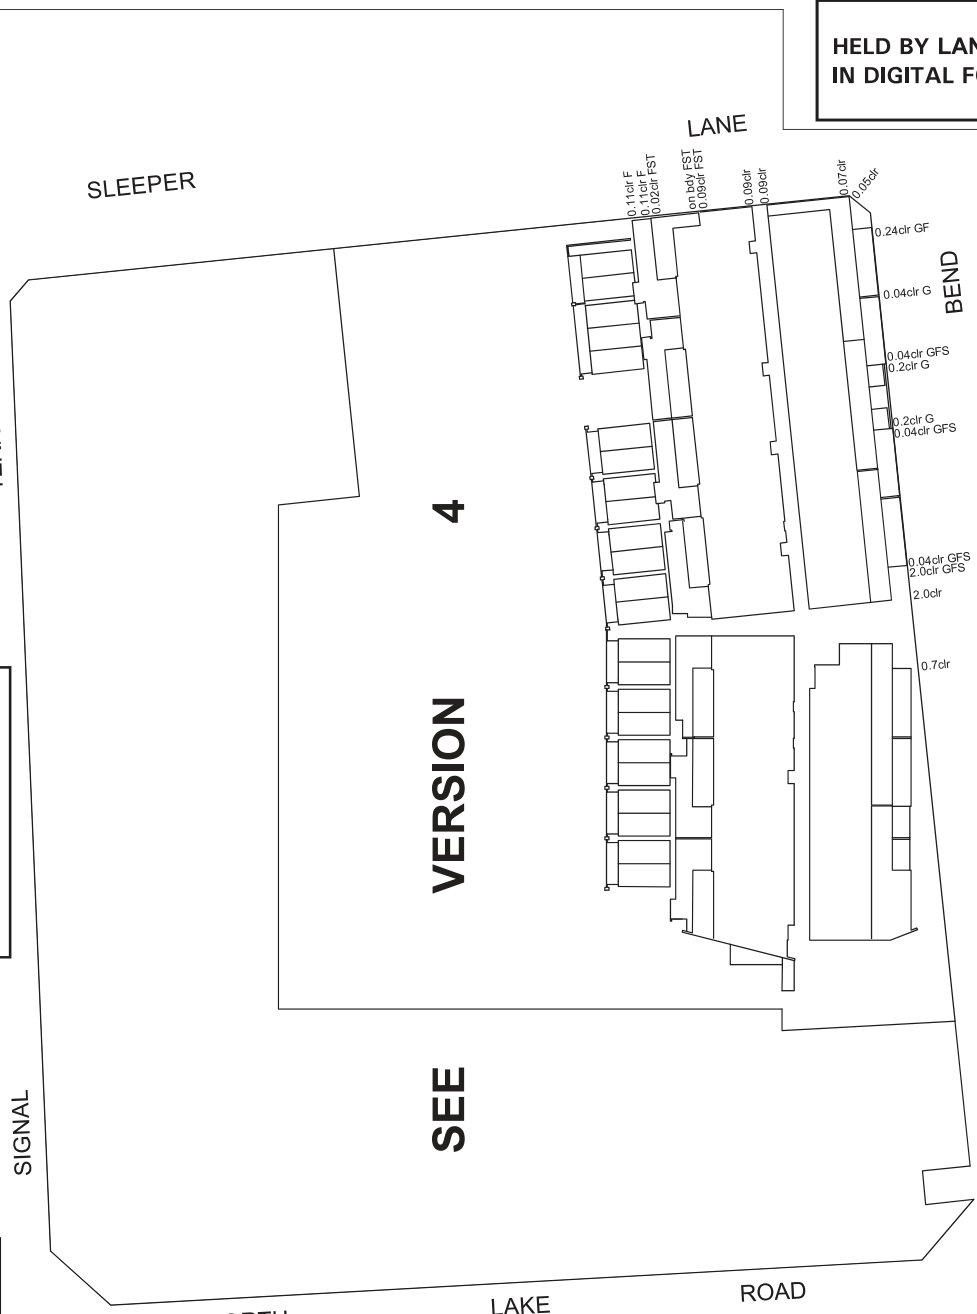 HELD BY
IN DIGITAL
SLEEPER LANE
0.11clr F
0.11clr F
0.02clr FST
on bdy FST
0.09clr FST
0.09clr
0.09clr
0.07clr
0.05clr
0.24clr GF
BEND
0.04clr G
0.04clr GFS
0.2clr G
0.2clr G
0.04clr GFS
0.04clr GFS
2.0clr GFS
2.0clr
0.7clr
SEE VERSION 4
SIGNAL
LAKE ROAD